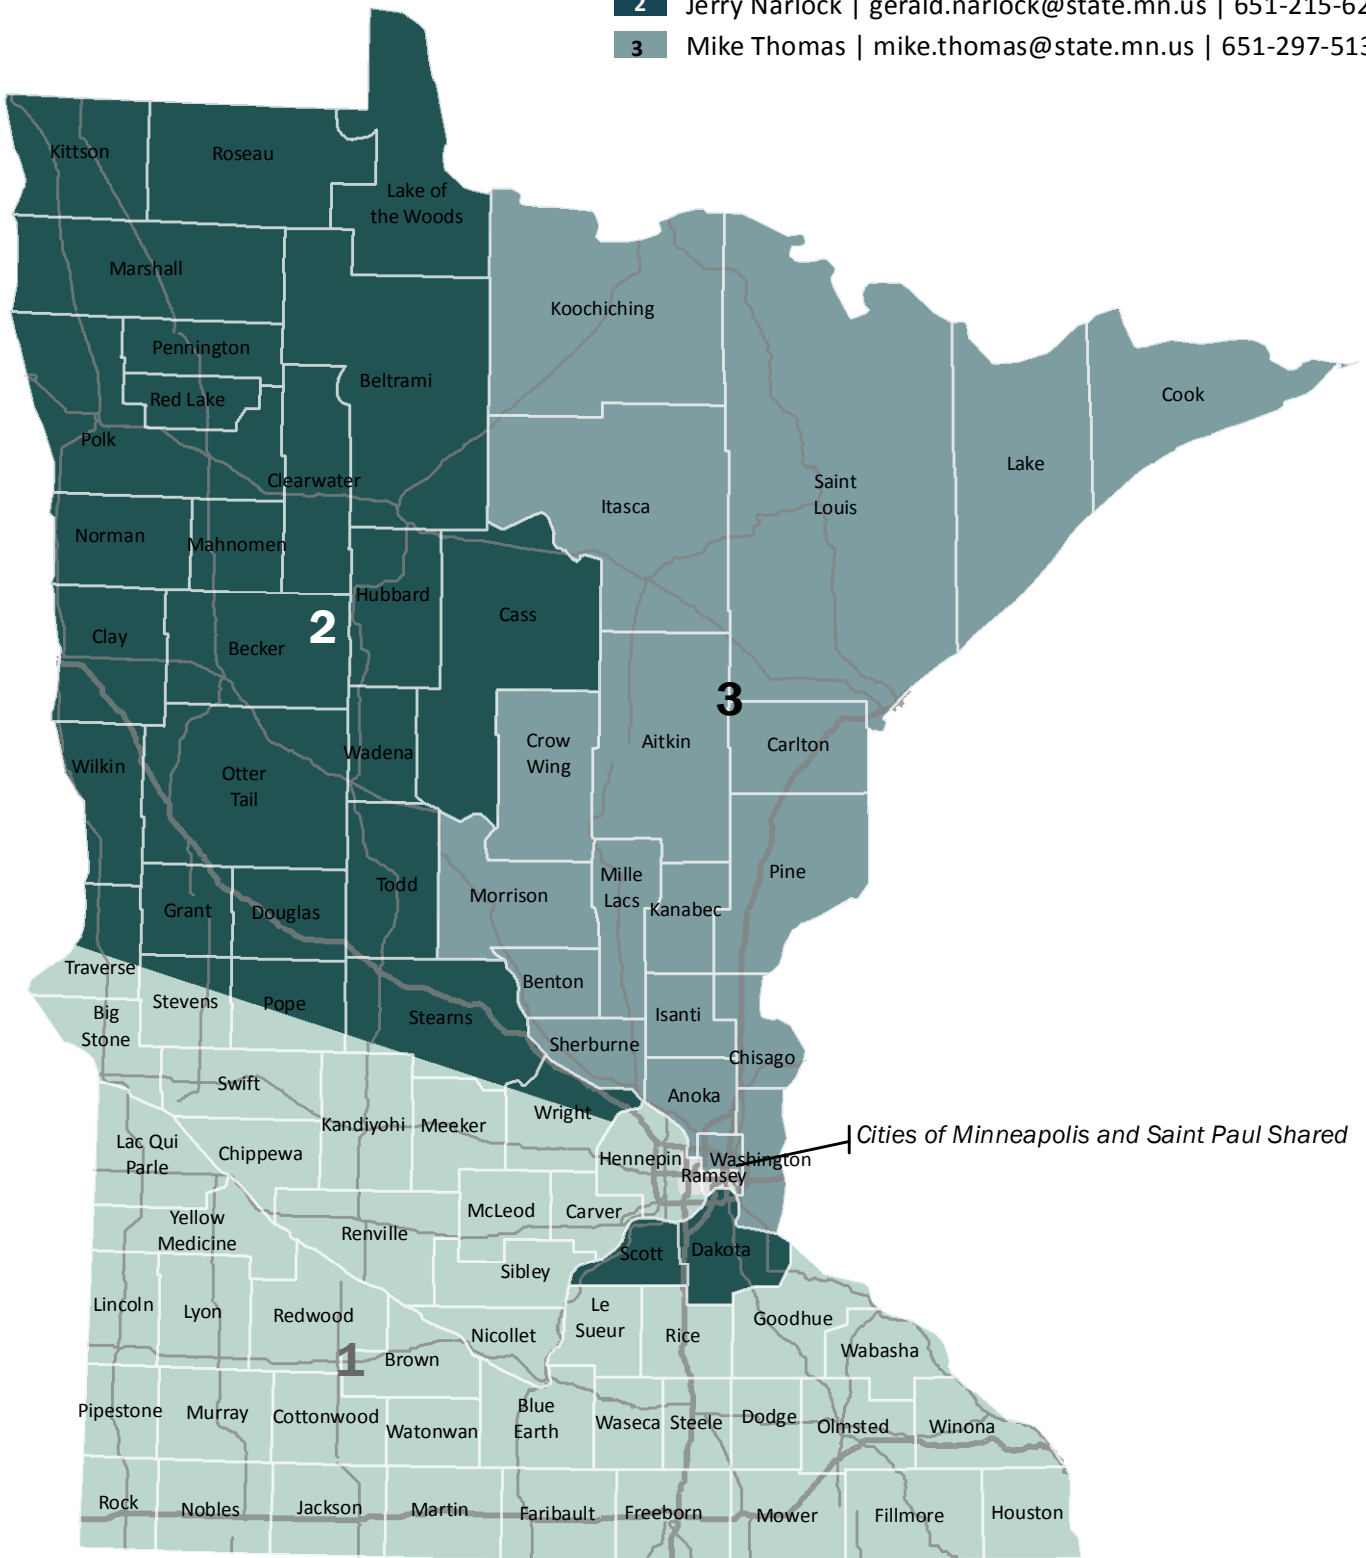 2 Jerry Narlock | gerald.narlock@state.mn.us | 651-215-62
3 Mike Thomas | mike.thomas@state.mn.us | 651-297-513
Kittson
Roseau
Lake of
the Woods
Marshall
Koochiching
Pennington
Beltrami
Red Lake
Cook
Polk
Lake
Clearwater
Saint
Louis
Itasca
Norman
Mahnomen
Hubbard
Cass
2
Clay
Becker
3
Crow
Wing
Aitkin
Carlton
Wadena
Wilkin
Otter
Tail
Pine
Mille
Lacs
Todd
Morrison
Kanabec
Grant
Douglas
Traverse
Benton
Stevens
Pope
Big
Stone
Stearns
Isanti
Sherburne
Chisago
Swift
Anoka
Wright
Kandiyohi
Meeker
Cities of Minneapolis and Saint Paul Shared
Lac Qui
Parle
Chippewa
Hennepin
Washington
Ramsey
McLeod
Carver
Yellow
Medicine
Renville
Scott
Dakota
Sibley
Lincoln
Lyon
Redwood
Le
Sueur
Goodhue
Nicollet
Rice
1
Brown
Wabasha
Pipestone
Murray
Cottonwood
Watonwan
Blue
Earth
Waseca
Steele
Dodge
Olmsted
Winona
Rock
Nobles
Jackson
Martin
Faribault
Freeborn
Mower
Fillmore
Houston